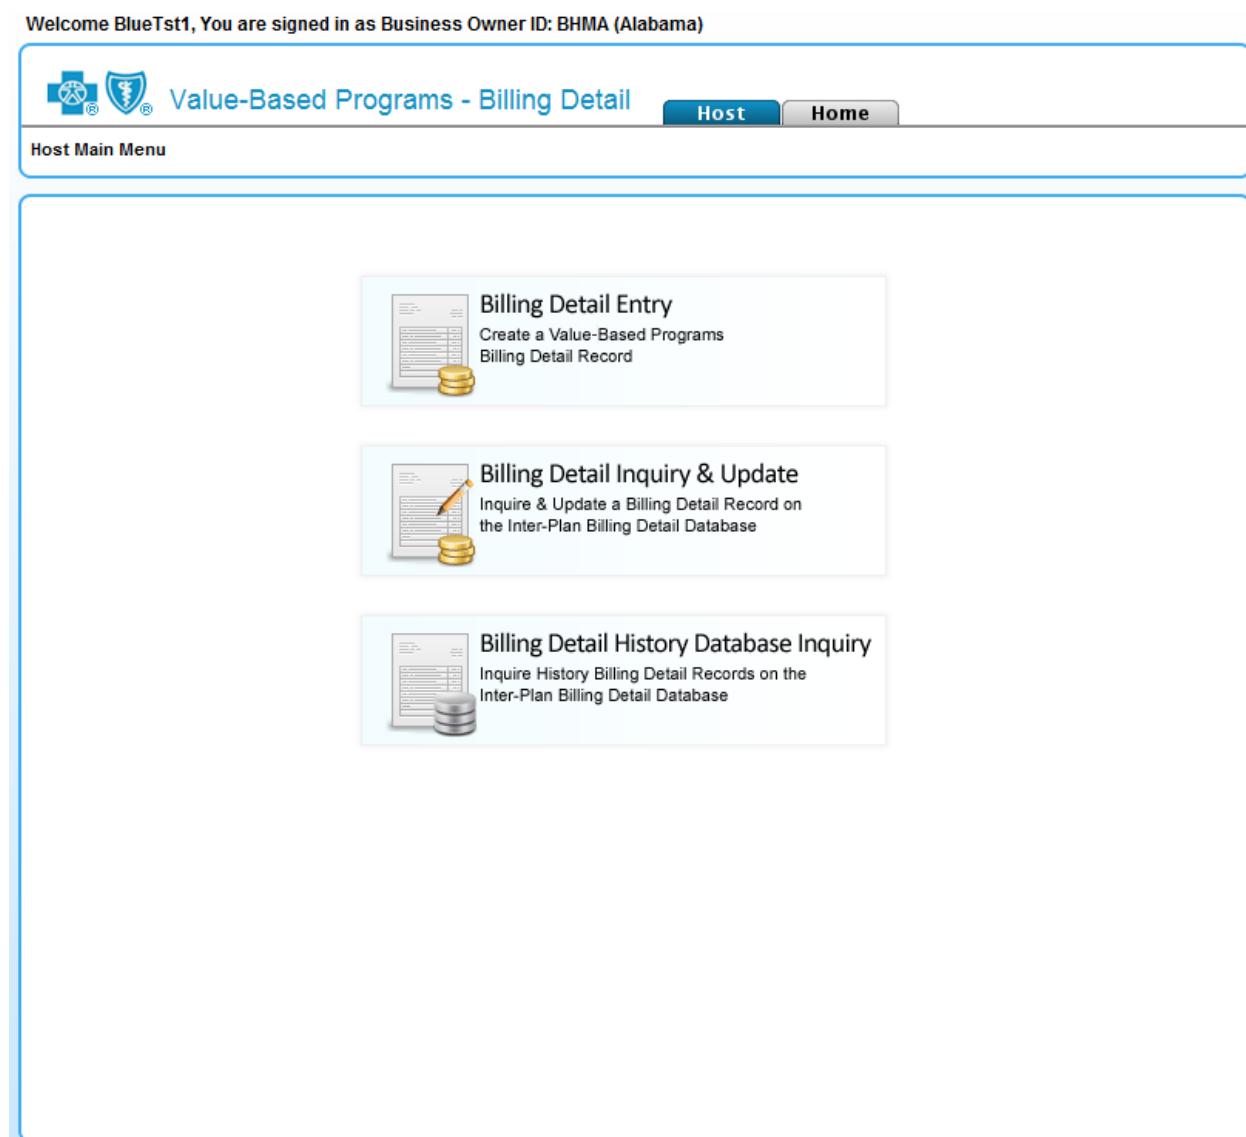 Welcome BlueTst1, You are signed in as Business Owner ID: BHMA (Alabama)
Value-Based Programs - Billing Detail
Host
Home
Host Main Menu
Billing Detail Entry
Create a Value-Based Programs
Billing Detail Record
Billing Detail Inquiry & Update
Inquire & Update a Billing Detail Record on
the Inter-Plan Billing Detail Database
Billing Detail History Database Inquiry
Inquire History Billing Detail Records on the
Inter-Plan Billing Detail Database